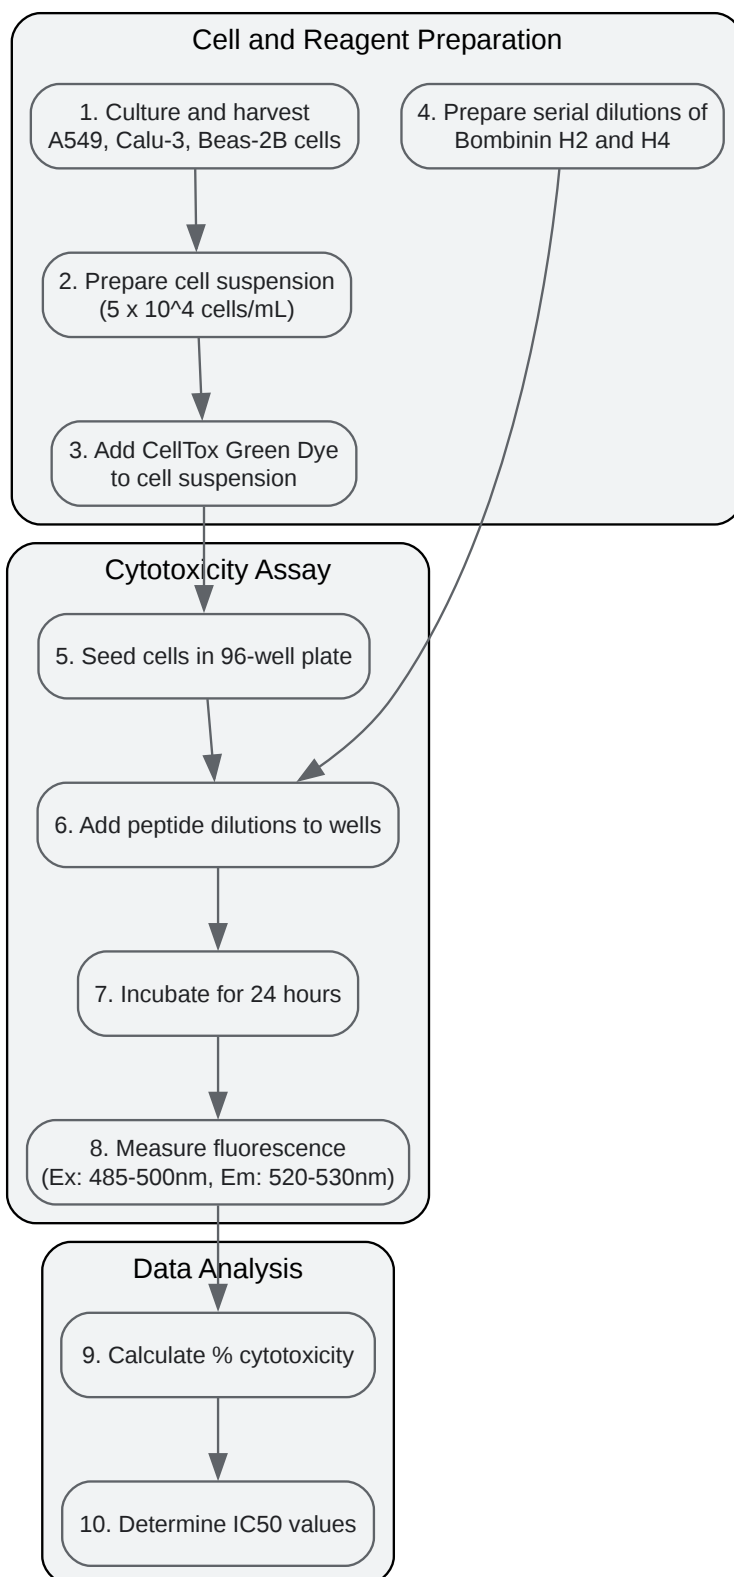 Cell and Reagent Preparation
1. Culture and harvest
A549, Calu-3, Beas-2B cells
4. Prepare serial dilutions of
Bombinin H2 and H4
2. Prepare cell suspension
(5 x 10^4 cells/mL)
3. Add CellTox Green Dye
to cell suspension
Cytotoxicity Assay
5. Seed cells in 96-well plate
6. Add peptide dilutions to wells
7. Incubate for 24 hours
8. Measure fluorescence
(Ex: 485-500nm, Em: 520-530nm)
Data Analysis
9. Calculate % cytotoxicity
10. Determine IC50 values